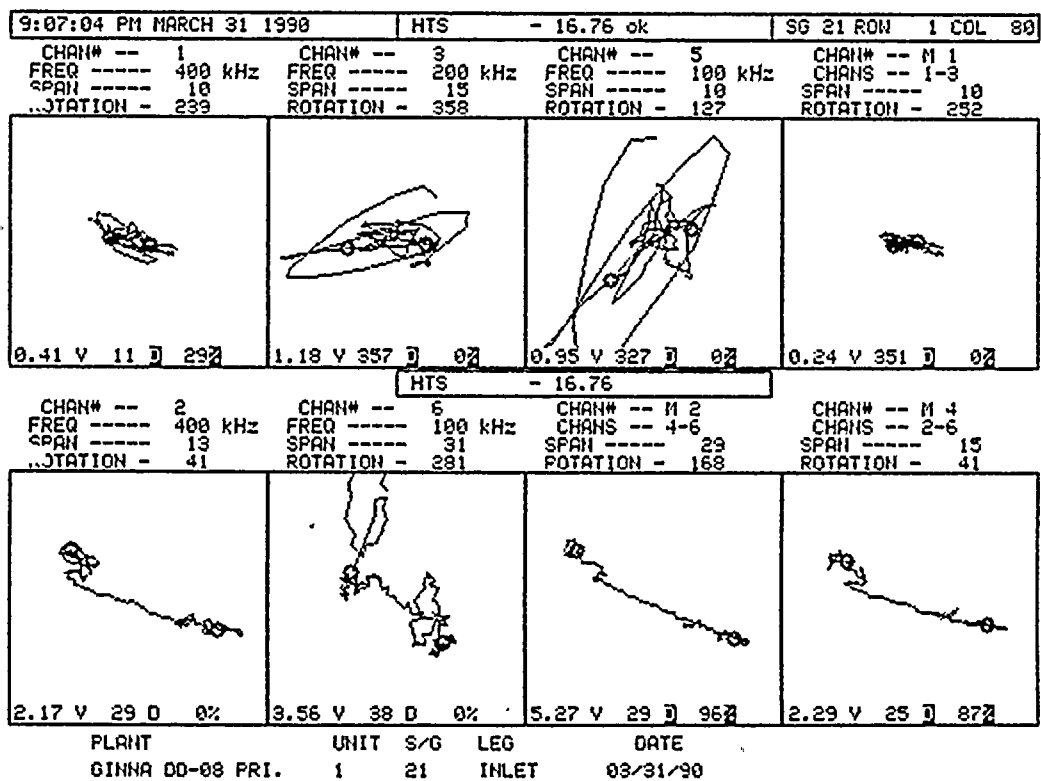 9:07:04 PM MARCH 31 1990 HTS - 16.76 ok SG 21 ROW 1 COL 80
CHAN# -- 1 CHAN# -- 3 CHAN# -- 5 CHAN# -- M 1
FREQ ----- 400 kHz FREQ ----- 200 kHz FREQ ----- 100 kHz CHANS -- 1-3
SPAN ----- 10 SPAN ----- 15 SPAN ----- 10 SPAN ----- 10
..OTATION - 239 ROTATION - 358 ROTATION - 127 ROTATION - 252
0.41 V 11 D 29% 1.18 V 357 D 0% 0.95 V 327 D 0% 0.24 V 351 D 0%
HTS - 16.76
CHAN# -- 2 CHAN# -- 6 CHAN# -- M 2 CHAN# -- M 4
FREQ ----- 400 kHz FREQ ----- 100 kHz CHANS -- 4-6 CHANS -- 2-6
SPAN ----- 13 SPAN ----- 31 SPAN ----- 29 SPAN ----- 15
..OTATION - 41 ROTATION - 281 ROTATION - 168 ROTATION - 41
2.17 V 29 D 0% 3.56 V 38 D 0% 5.27 V 29 D 96% 2.29 V 25 D 87%
PLANT UNIT S/G LEG DATE
GINNA DD-08 PRI. 1 21 INLET 03/31/90